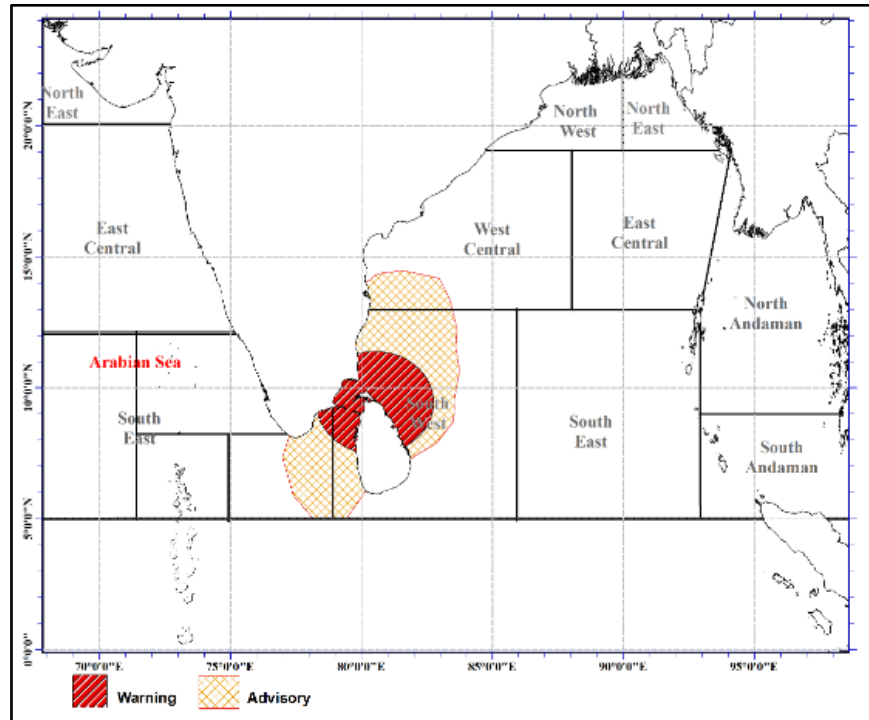 North
East
North
West
North
East
20°0'0"N
East
Central
West
Central
East
Central
15°0'0"N
North
Andaman
Arabian Sea
10°0'0"N
South
East
South
West
South
East
South
Andaman
5°0'0"N
0°0'0"N
70°0'0"E
75°0'0"E
80°0'0"E
85°0'0"E
90°0'0"E
95°0'0"E
Warning
Advisory